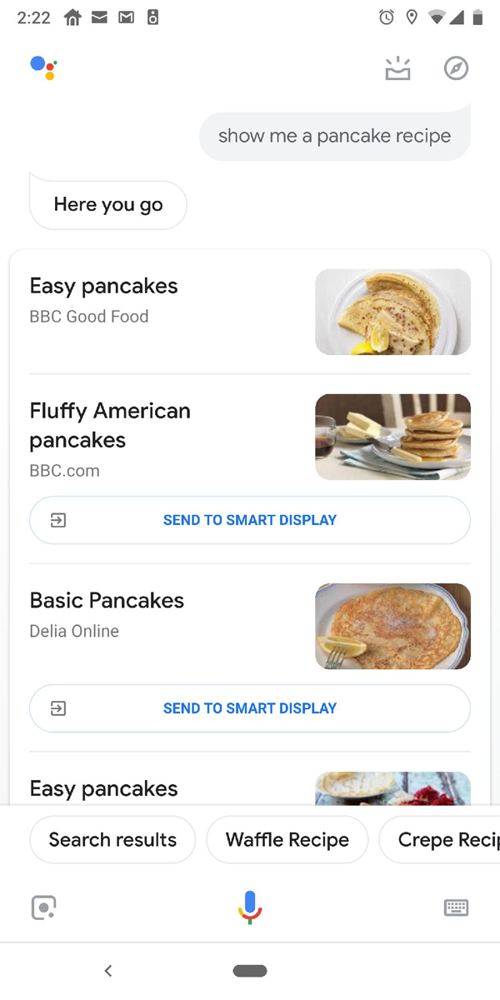 2:22
show me a pancake recipe
Here you go
Easy pancakes
BBC Good Food
Fluffy American
pancakes
BBC.com
SEND TO SMART DISPLAY
Basic Pancakes
Delia Online
SEND TO SMART DISPLAY
Easy pancakes
Search results
Waffle Recipe
Crepe Recip